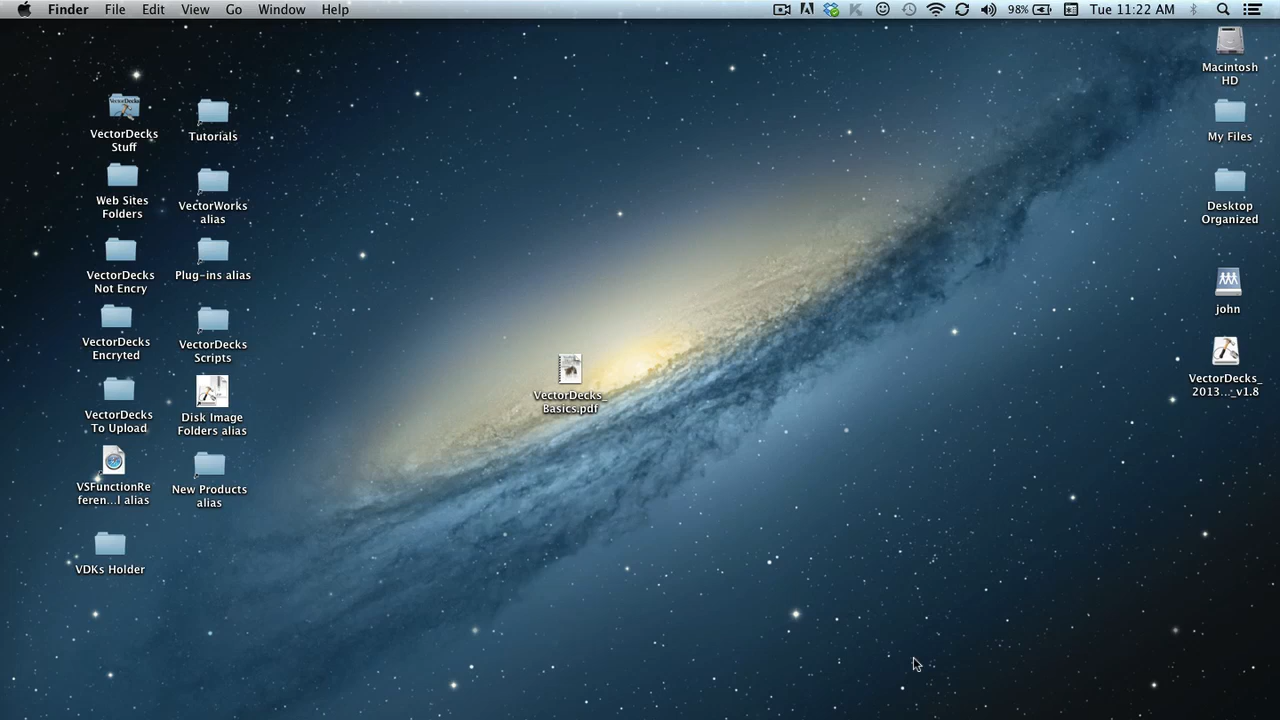 Finder File Edit View Go Window Help 98% Tue 11:22 AM
Macintosh
HD
VectorDecks
Stuff
Tutorials
My Files
Web Sites
Folders
VectorWorks
alias
Desktop
Organized
VectorDecks
Not Encry
Plug-ins alias
john
VectorDecks
Encryted
VectorDecks
Scripts
VectorDecks_
2013..._v1.8
VectorDecks_
Basics.pdf
VectorDecks
To Upload
Disk Image
Folders alias
VSFunctionRe
feren...l alias
New Products
alias
VDKs Holder